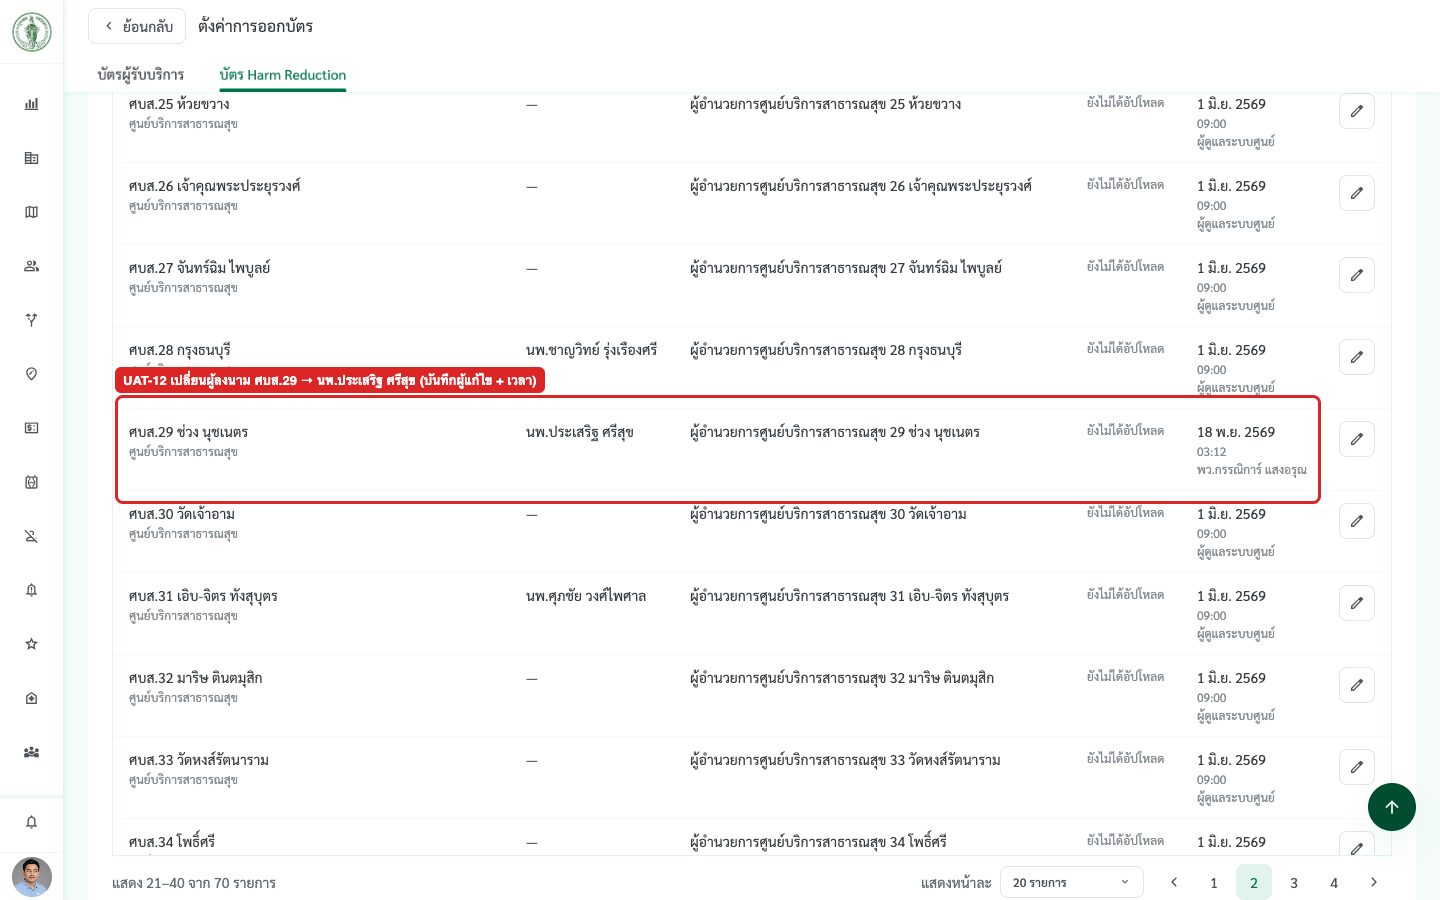 ย้อนกลับ ตั้งค่าการออกบัตร
บัตรผู้รับบริการ บัตร Harm Reduction
ศบส.25 ห้วยขวาง — ผู้อำนวยการศูนย์บริการสาธารณสุข 25 ห้วยขวาง ยังไม่ได้อัปโหลด 1 มิ.ย. 2569
ศูนย์บริการสาธารณสุข 09:00
ผู้ดูแลระบบศูนย์
ศบส.26 เจ้าคุณพระประยุรวงศ์ — ผู้อำนวยการศูนย์บริการสาธารณสุข 26 เจ้าคุณพระประยุรวงศ์ ยังไม่ได้อัปโหลด 1 มิ.ย. 2569
ศูนย์บริการสาธารณสุข 09:00
ผู้ดูแลระบบศูนย์
ศบส.27 จันทร์ฉิม ไพบูลย์ — ผู้อำนวยการศูนย์บริการสาธารณสุข 27 จันทร์ฉิม ไพบูลย์ ยังไม่ได้อัปโหลด 1 มิ.ย. 2569
ศูนย์บริการสาธารณสุข 09:00
ผู้ดูแลระบบศูนย์
ศบส.28 กรุงธนบุรี นพ.ชาญวิทย์ รุ่งเรืองศรี ผู้อำนวยการศูนย์บริการสาธารณสุข 28 กรุงธนบุรี ยังไม่ได้อัปโหลด 1 มิ.ย. 2569
09:00
UAT-12 เปลี่ยนผู้ลงนาม ศบส.29 → นพ.ประเสริฐ ศรีสุข (บันทึกผู้แก้ไข + เวลา) ผู้ดูแลระบบศูนย์
ศบส.29 ช่วง นุชเนตร นพ.ประเสริฐ ศรีสุข ผู้อำนวยการศูนย์บริการสาธารณสุข 29 ช่วง นุชเนตร ยังไม่ได้อัปโหลด 18 พ.ย. 2569
ศูนย์บริการสาธารณสุข 03:12
พว.กรรณิการ์ แสงอรุณ
ศบส.30 วัดเจ้าอาม — ผู้อำนวยการศูนย์บริการสาธารณสุข 30 วัดเจ้าอาม ยังไม่ได้อัปโหลด 1 มิ.ย. 2569
ศูนย์บริการสาธารณสุข 09:00
ผู้ดูแลระบบศูนย์
ศบส.31 เอิบ-จิตร ทังสุบุตร นพ.ศุภชัย วงศ์ไพศาล ผู้อำนวยการศูนย์บริการสาธารณสุข 31 เอิบ-จิตร ทังสุบุตร ยังไม่ได้อัปโหลด 1 มิ.ย. 2569
ศูนย์บริการสาธารณสุข 09:00
ผู้ดูแลระบบศูนย์
ศบส.32 มาริษ ตินตมุสิก — ผู้อำนวยการศูนย์บริการสาธารณสุข 32 มาริษ ตินตมุสิก ยังไม่ได้อัปโหลด 1 มิ.ย. 2569
ศูนย์บริการสาธารณสุข 09:00
ผู้ดูแลระบบศูนย์
ศบส.33 วัดหงส์รัตนาราม — ผู้อำนวยการศูนย์บริการสาธารณสุข 33 วัดหงส์รัตนาราม ยังไม่ได้อัปโหลด 1 มิ.ย. 2569
ศูนย์บริการสาธารณสุข 09:00
ผู้ดูแลระบบศูนย์
ศบส.34 โพธิ์ศรี ผู้อำนวยการศูนย์บริการสาธารณสุข 34 โพธิ์ศรี ยังไม่ได้อัปโหลด 1 มิ.ย. 2569
แสดง 21–40 จาก 70 รายการ แสดงหน้าละ 20 รายการ 1 2 3 4